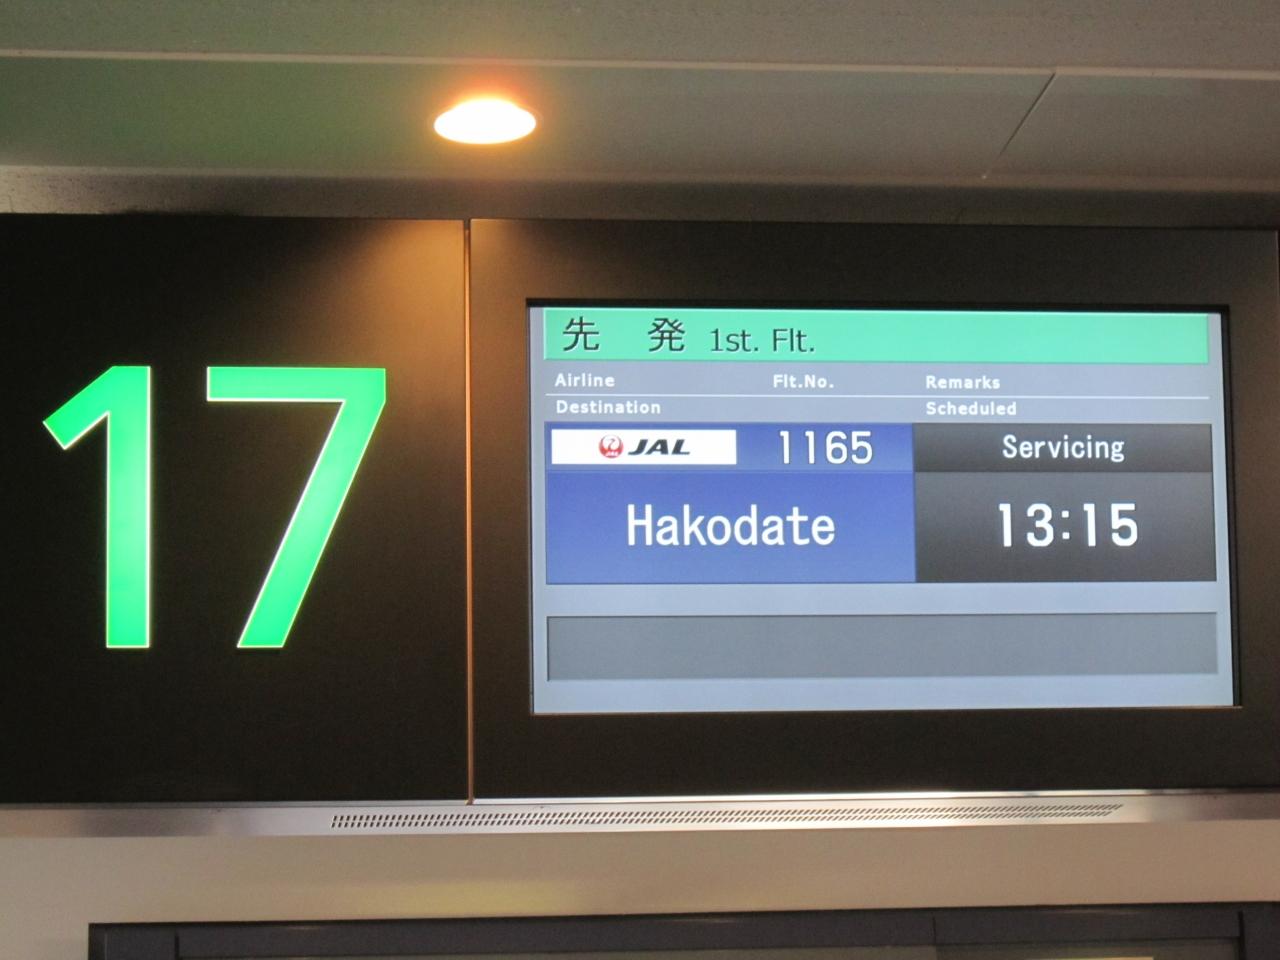 17
先 発 1st. Flt.
Airline Flt.No. Remarks
Destination Scheduled
JAL 1165 Servicing
Hakodate 13:15